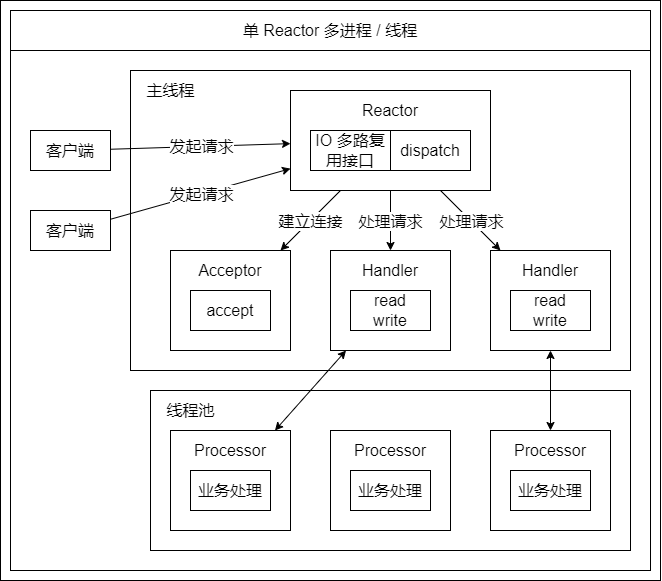 单 Reactor 多进程 / 线程
主线程
Reactor
IO 多路复
用接口
dispatch
客户端
发起请求
客户端
发起请求
建立连接
处理请求
处理请求
Acceptor
accept
Handler
read
write
Handler
read
write
线程池
Processor
业务处理
Processor
业务处理
Processor
业务处理